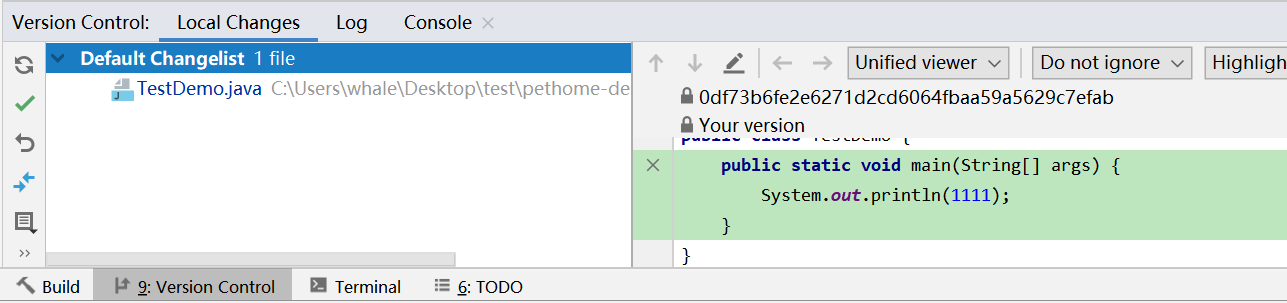 Version Control: Local Changes Log Console
Default Changelist 1 file
TestDemo.java C:\Users\whale\Desktop\test\pethome-de
Unified viewer Do not ignore Highligh
0df73b6fe2e6271d2cd6064fbaa59a5629c7efab
Your version
public class TestDemo {
public static void main(String[] args) {
System.out.println(1111);
}
}
Build 9: Version Control Terminal 6: TODO